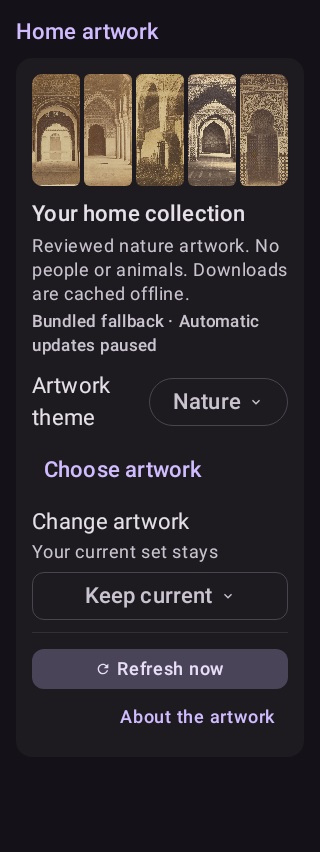 Home artwork
Your home collection
Reviewed nature artwork. No
people or animals. Downloads
are cached offline.
Bundled fallback · Automatic
updates paused
Artwork
theme
Nature
Choose artwork
Change artwork
Your current set stays
Keep current
Refresh now
About the artwork